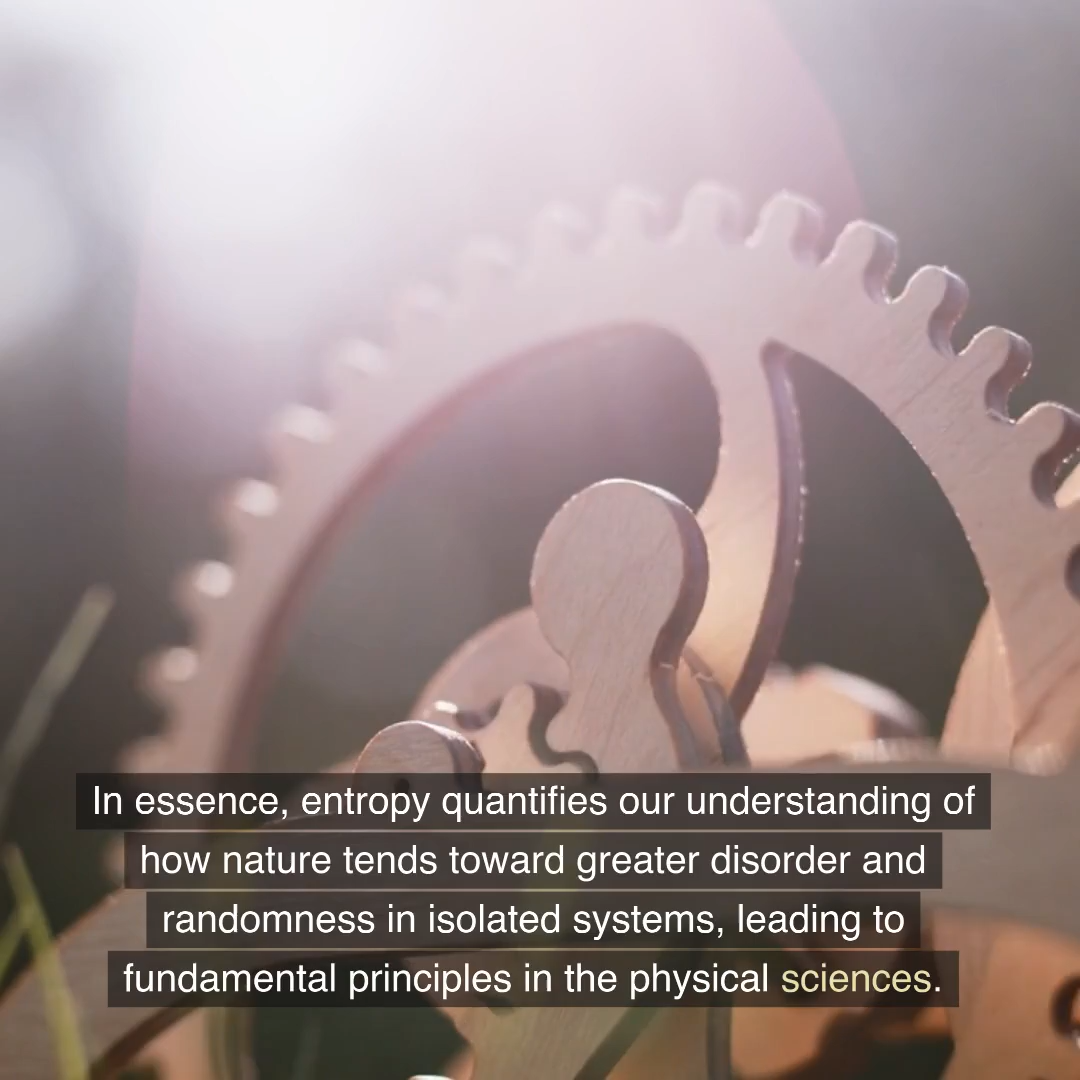 In essence, entropy quantifies our understanding of
how nature tends toward greater disorder and
randomness in isolated systems, leading to
fundamental principles in the physical sciences.